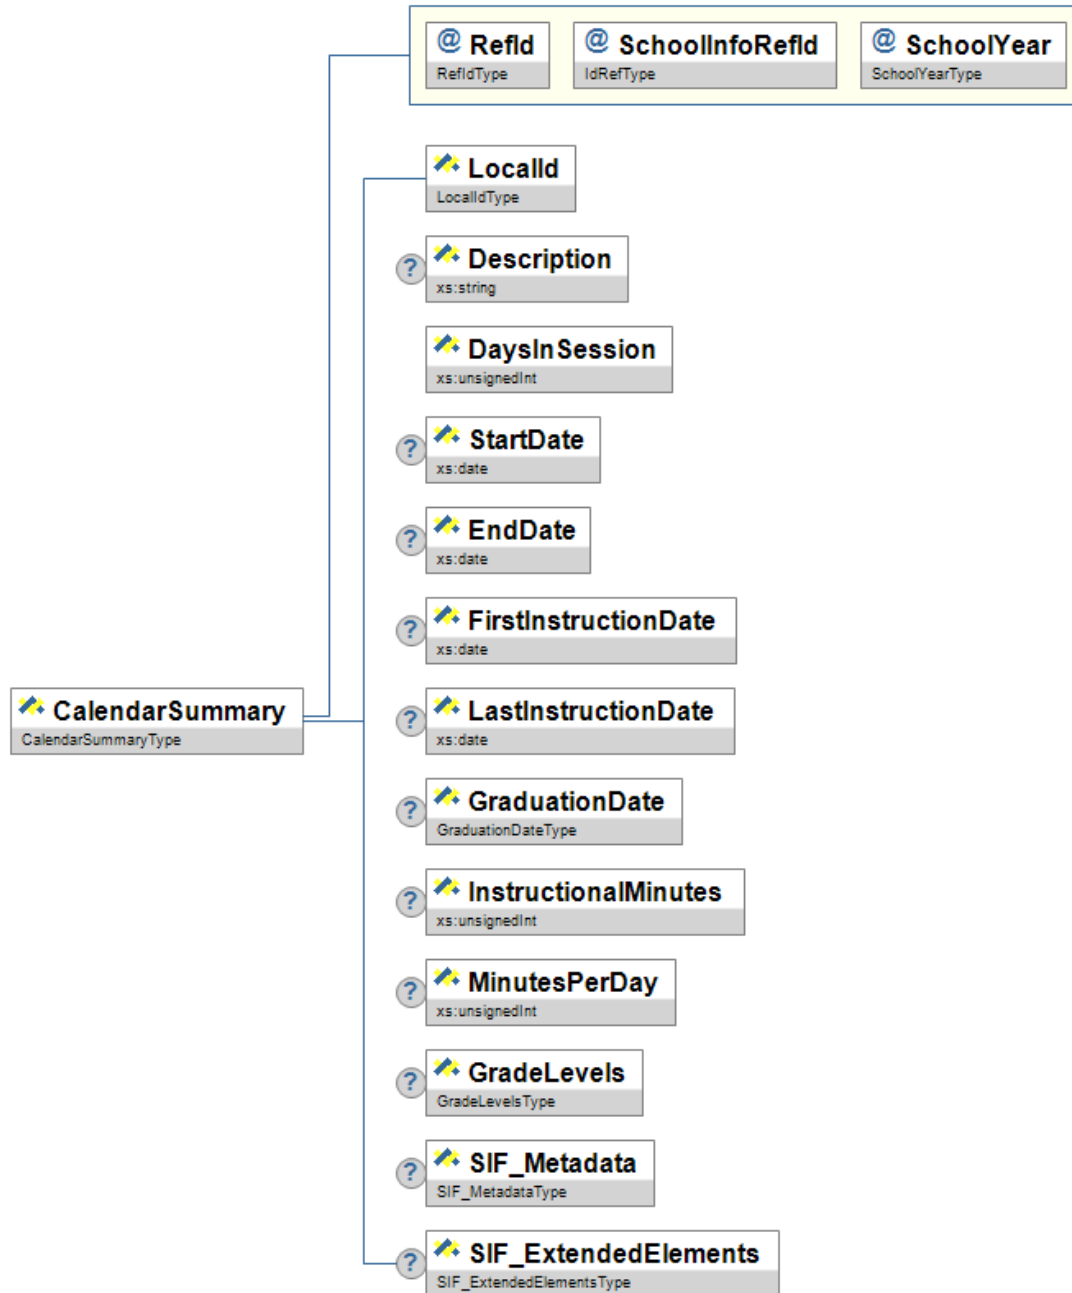 @ RefId
RefIdType
@ SchoolInfoRefId
IdRefType
@ SchoolYear
SchoolYearType
LocalId
LocalIdType
? Description
xs:string
DaysInSession
xs:unsignedInt
? StartDate
xs:date
? EndDate
xs:date
? FirstInstructionDate
xs:date
? LastInstructionDate
xs:date
CalendarSummary
CalendarSummaryType
? GraduationDate
GraduationDateType
? InstructionalMinutes
xs:unsignedInt
? MinutesPerDay
xs:unsignedInt
? GradeLevels
GradeLevelsType
? SIF_Metadata
SIF_MetadataType
? SIF_ExtendedElements
SIF_ExtendedElementsType